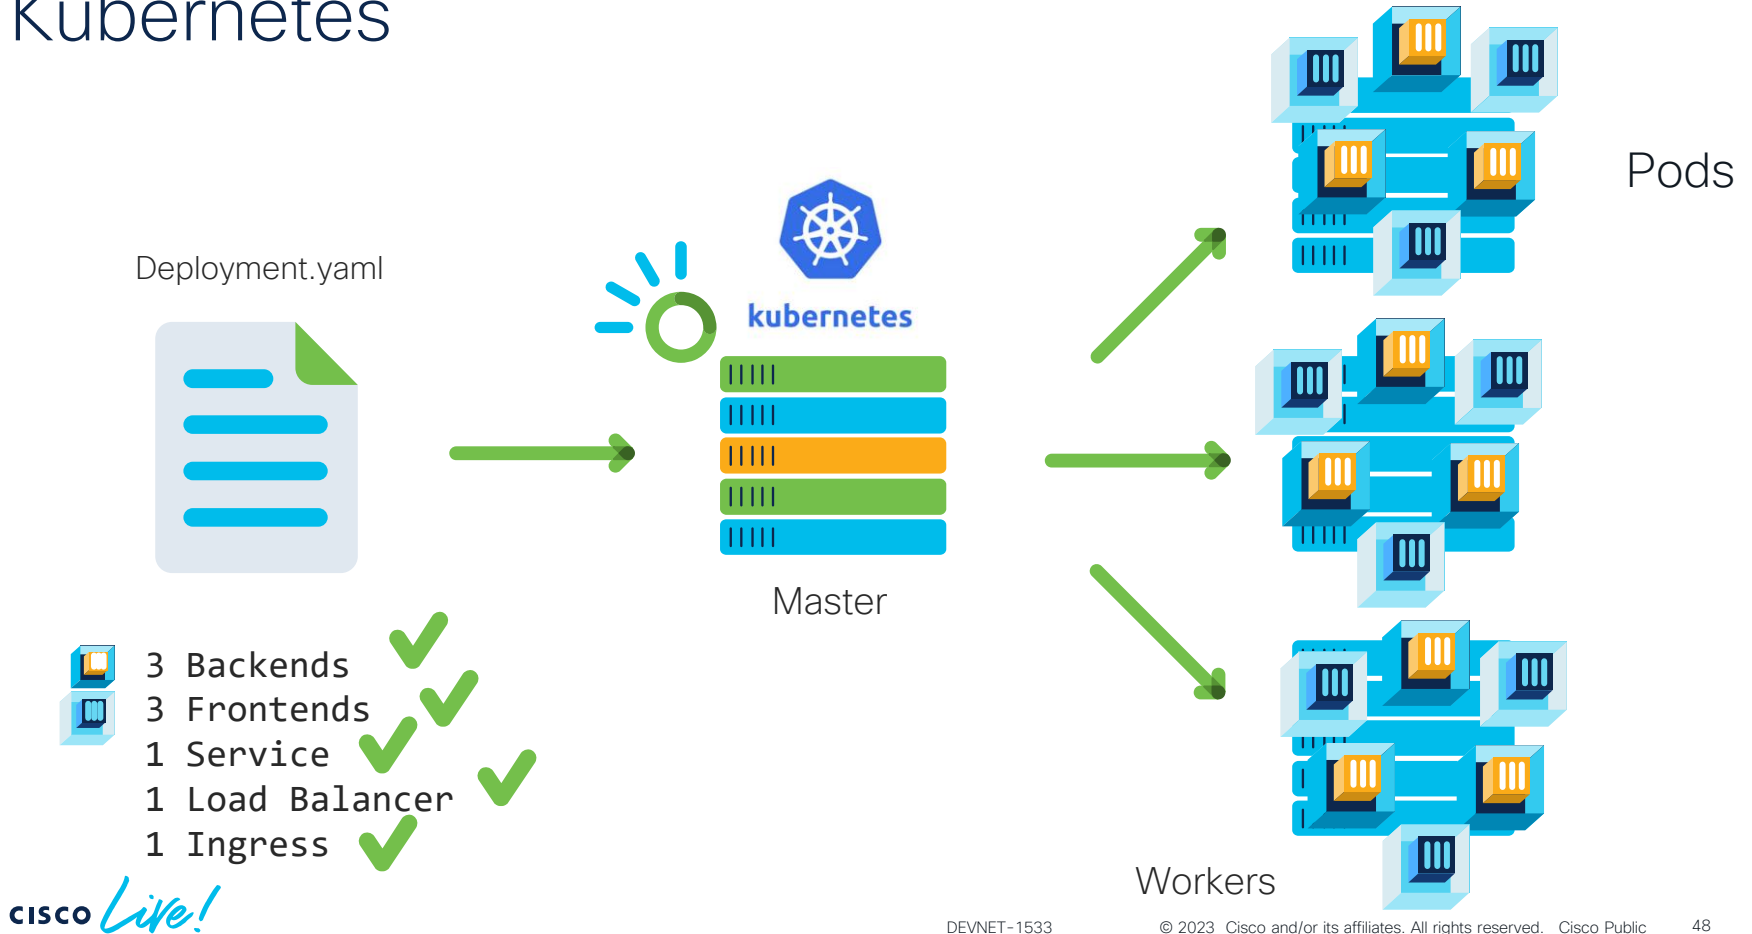 Kubernetes
Pods
Deployment.yaml
kubernetes
Master
3 Backends
3 Frontends
1 Service
1 Load Balancer
1 Ingress
Workers
CISCO Live!
DEVNET-1533
© 2023 Cisco and/or its affiliates. All rights reserved. Cisco Public
48